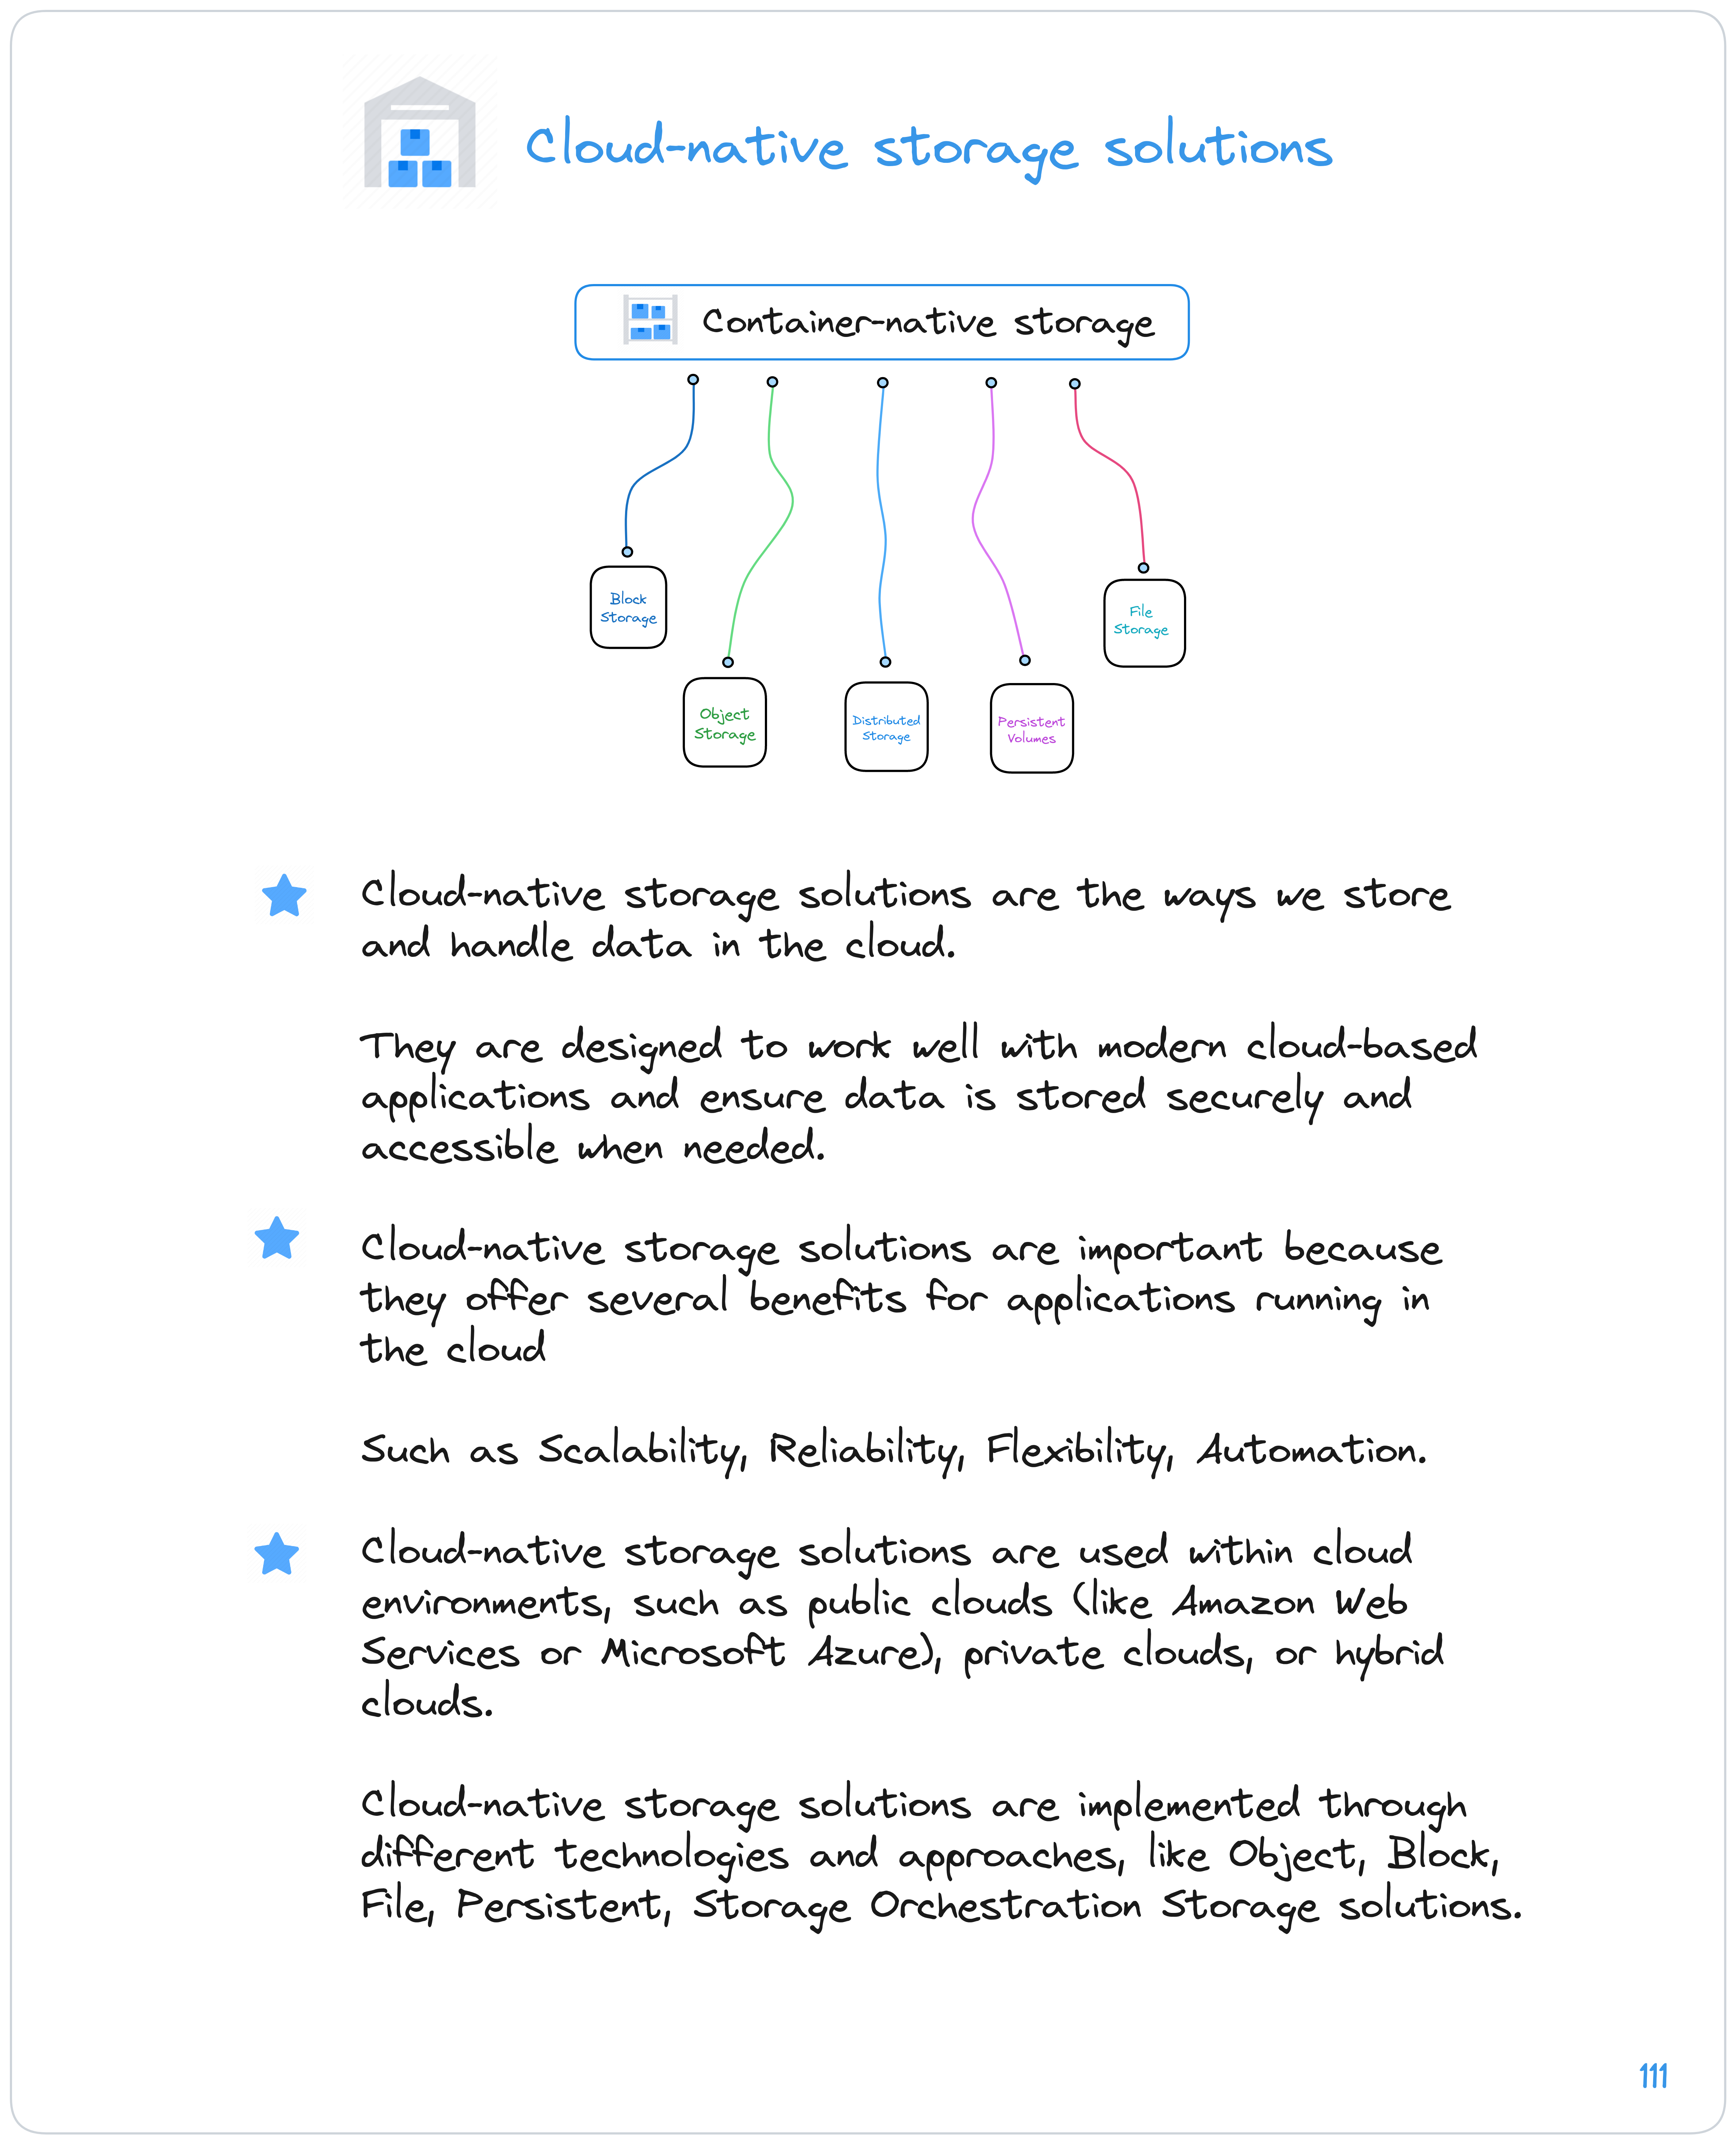 Cloud-native storage solutions
Container-native storage
Block
Storage
File
Storage
Object
Storage
Distributed
Storage
Persistent
Volumes
Cloud-native storage solutions are the ways we store
and handle data in the cloud.
They are designed to work well with modern cloud-based
applications and ensure data is stored securely and
accessible when needed.
Cloud-native storage solutions are important because
they offer several benefits for applications running in
the cloud
Such as Scalability, Reliability, Flexibility, Automation.
Cloud-native storage solutions are used within cloud
environments, such as public clouds (like Amazon Web
Services or Microsoft Azure), private clouds, or hybrid
clouds.
Cloud-native storage solutions are implemented through
different technologies and approaches, like Object, Block,
File, Persistent, Storage Orchestration Storage solutions.
111